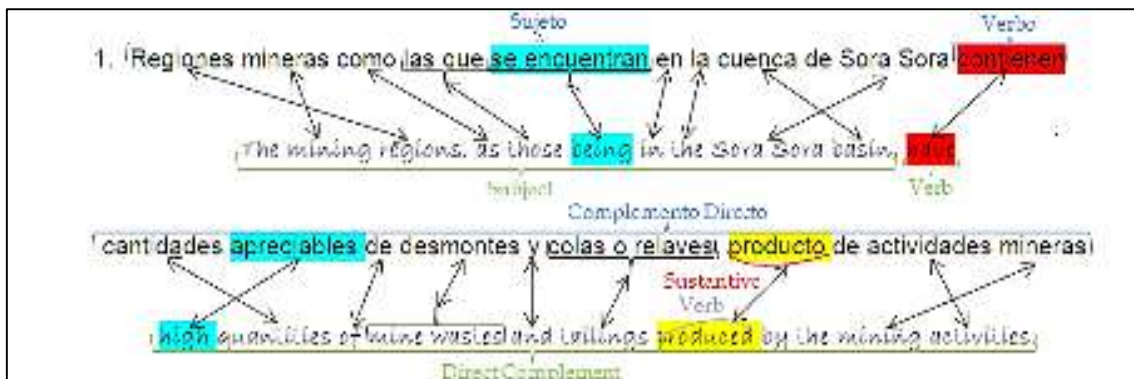 Sujeto Verbo
1. Regiones mineras como las que se encuentran en la cuenca de Sora Sora contienen
The mining regions, as those being in the Sora Sora basin, have
Subject Verb
Complemento Directo
cantidades apreciables de desmontes y colas o relaves, producto de actividades mineras
Sustantive
Verb
high quantities of mine wastes and tailings produced by the mining activities.
Direct Complement